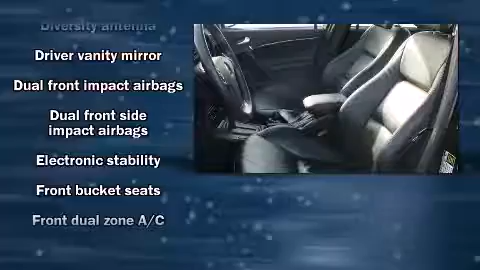 Diversity antenna
Driver vanity mirror
Dual front impact airbags
Dual front side
impact airbags
Electronic stability
Front bucket seats
Front dual zone A/C